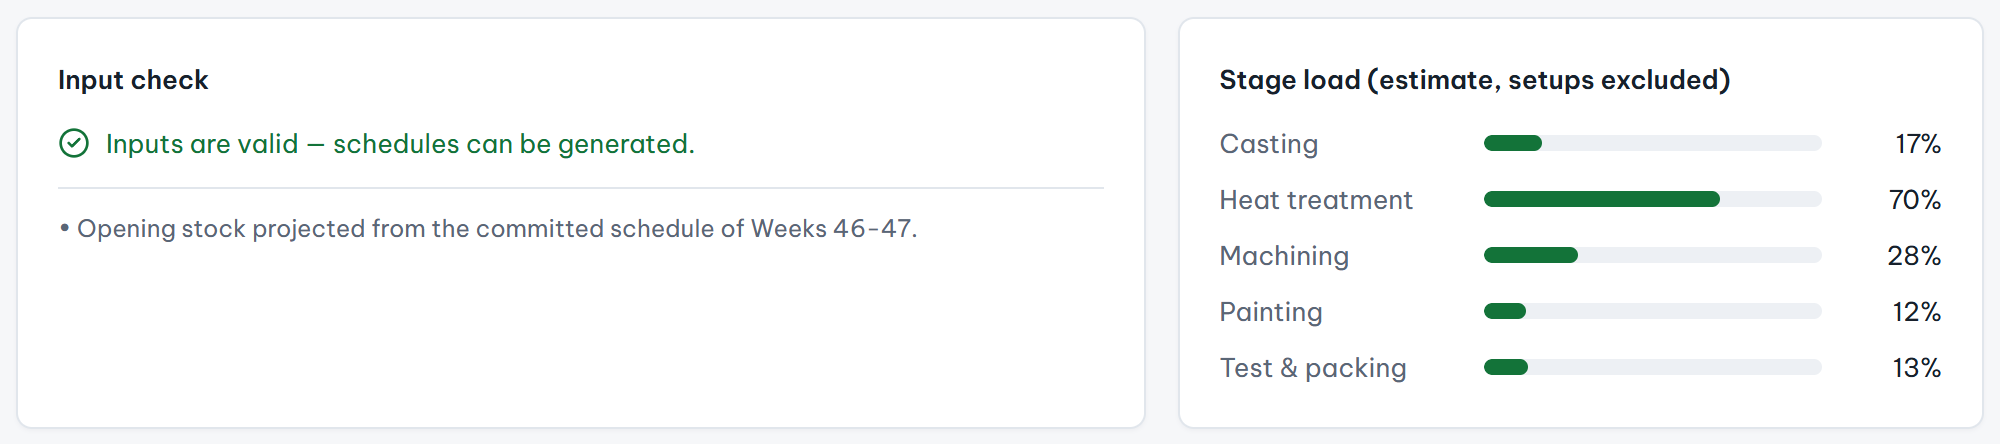 Input check
Inputs are valid — schedules can be generated.
• Opening stock projected from the committed schedule of Weeks 46–47.
Stage load (estimate, setups excluded)
Casting 17%
Heat treatment 70%
Machining 28%
Painting 12%
Test & packing 13%